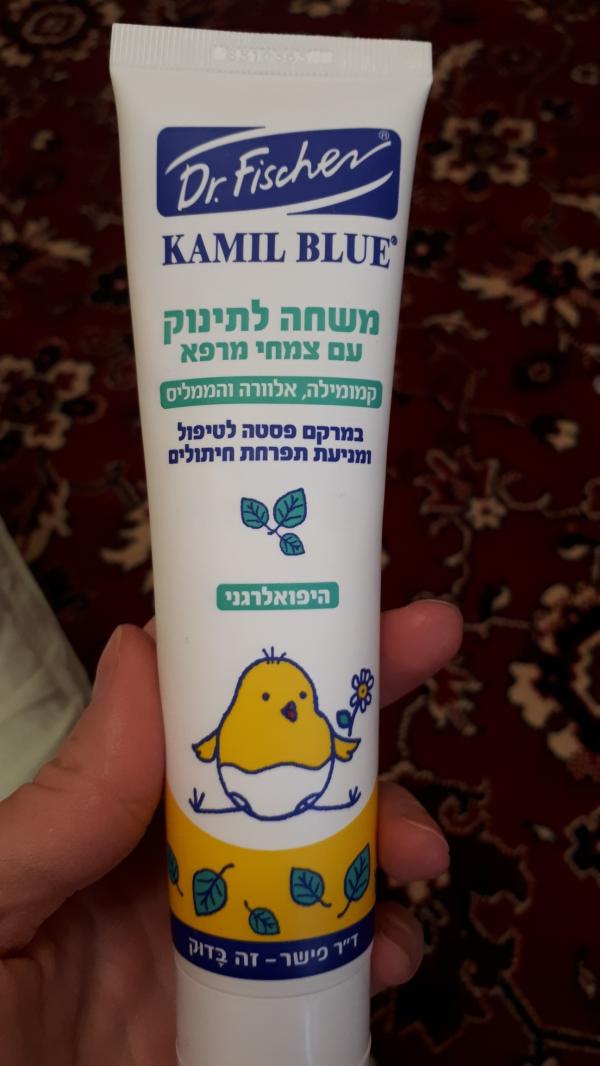 Dr. Fischer®
KAMIL BLUE®
משחה לתינוק
עם צמחי מרפא
קמומילה, אלוורה והממליס
במרקם פסטה לטיפול
ומניעת תפרחת חיתולים
היפואלרגני
ד״ר פישר - זה בָּדוּק